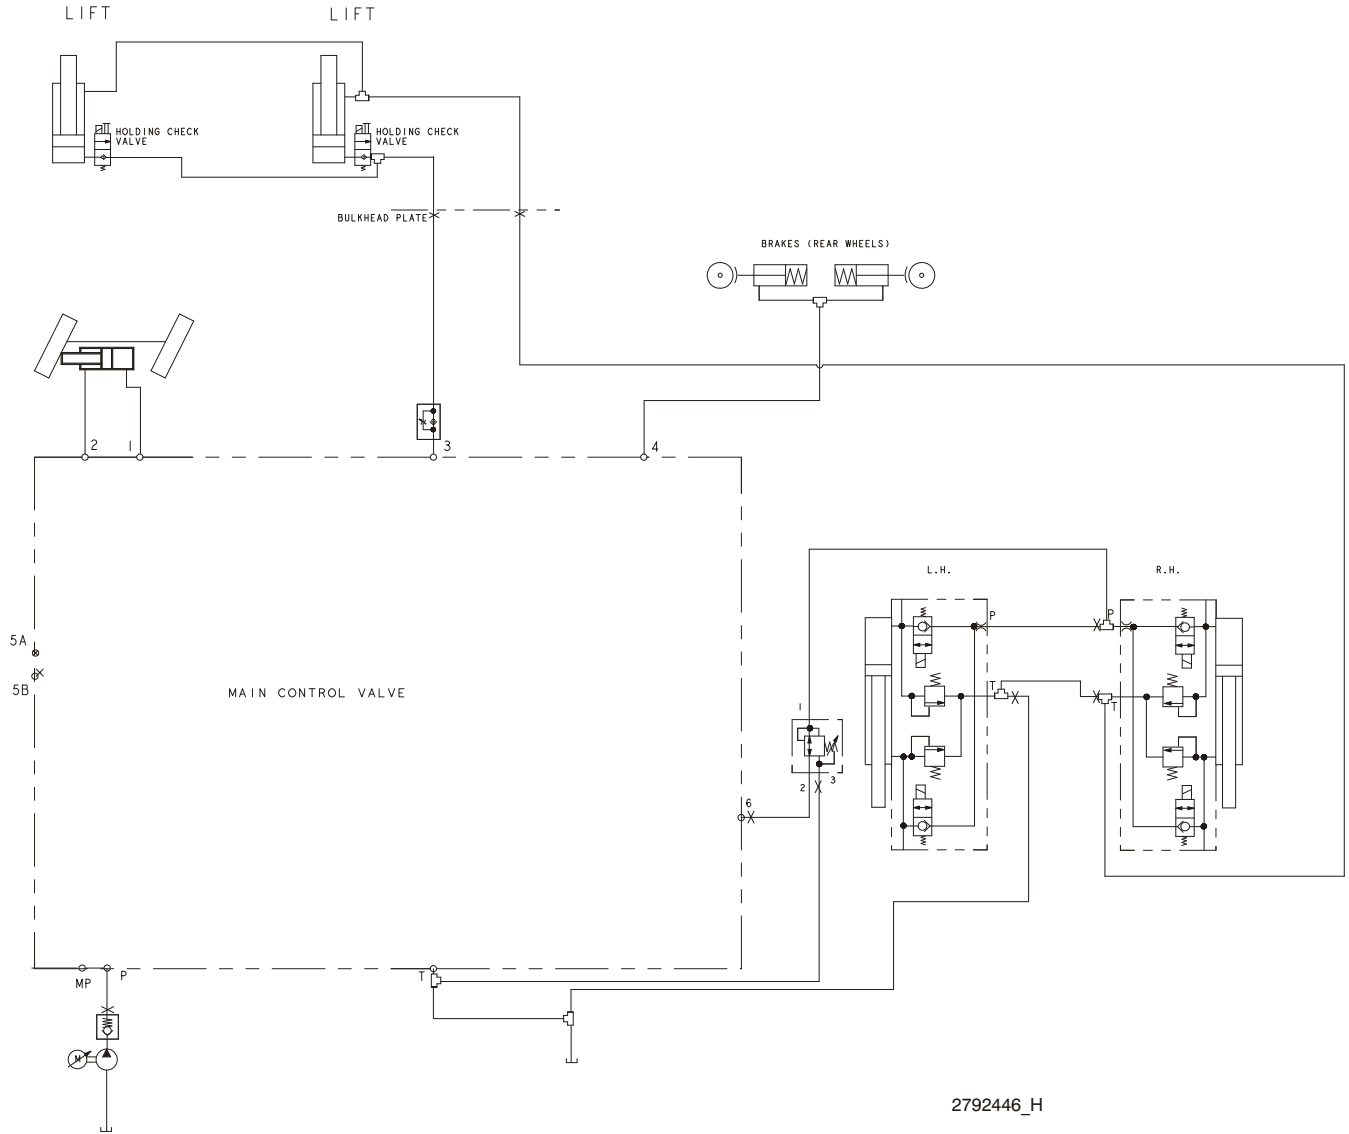 LIFT
LIFT
HOLDING CHECK
VALVE
HOLDING CHECK
VALVE
BULKHEAD PLATE
BRAKES (REAR WHEELS)
2
1
3
4
L.H.
R.H.
P
P
5A
5B
MAIN CONTROL VALVE
T
T
1
2
3
6
MP
P
T
M
2792446_H